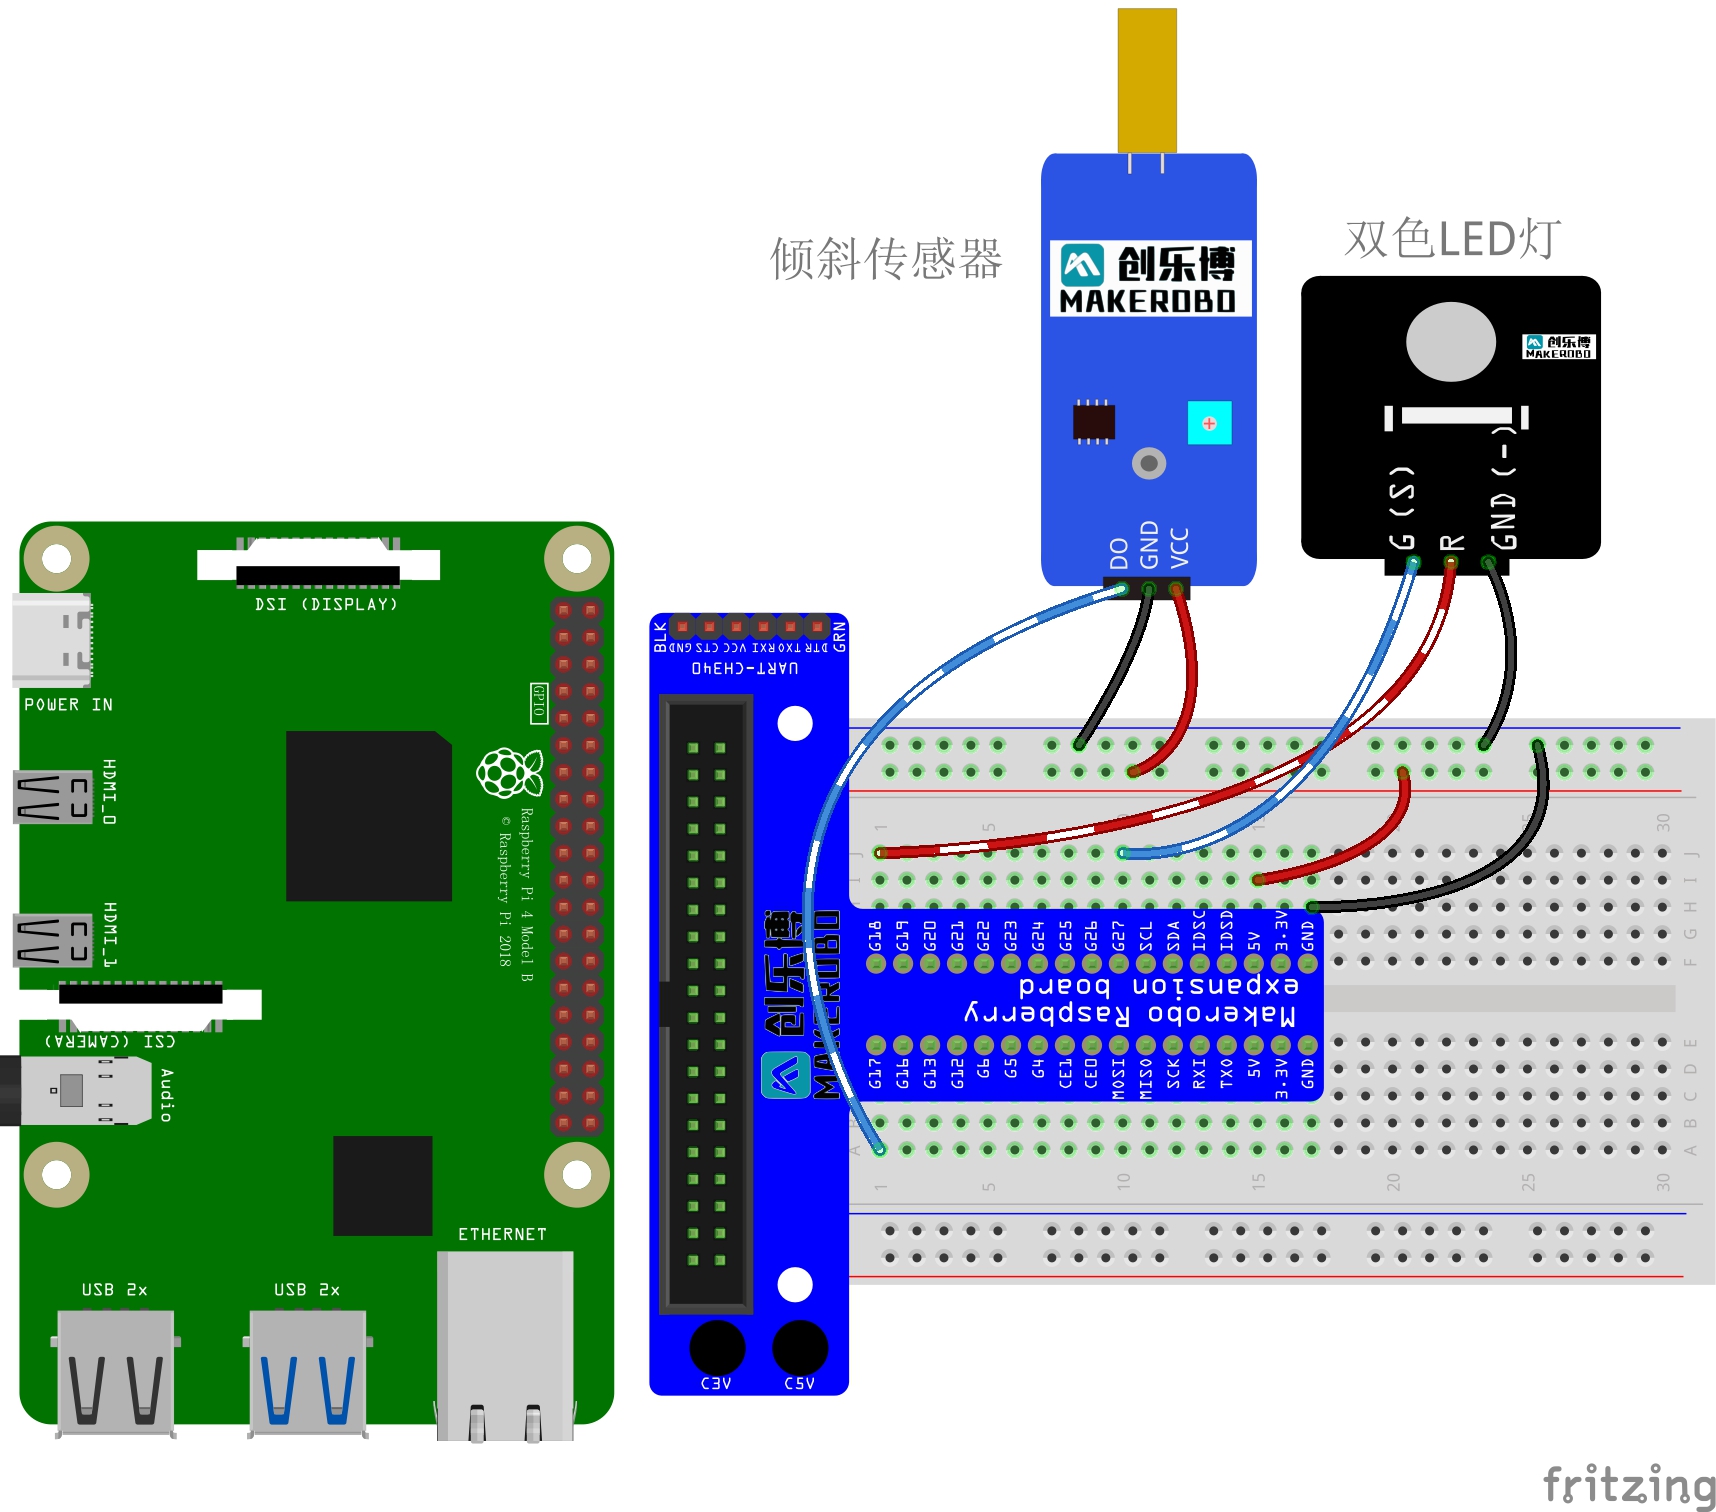 倾斜传感器
双色LED灯
创乐博
MAKEROBO
创乐博
MAKEROBO
DO
GND
VCC
G(S)
R
GND(-)
DSI (DISPLAY)
POWER IN
HDMI_0
HDMI_1
CSI (CAMERA)
Audio
GPIO
Raspberry Pi 4 Model B
© Raspberry Pi 2018
ETHERNET
USB 2x
USB 2x
BLK
GRN
GND
CTS
VCC
RXI
TXO
DTR
UART-CH340
创乐博
MAKEROBO
C3V
C5V
1
5
15
30
J
I
J
I
H
G
F
G18
G19
G20
G21
G22
G23
G24
G25
G26
G27
SCL
SDA
IDSC
IDSD
5V
3.3V
GND
Makerobo Raspberry
expansion board
G17
G16
G13
G12
G6
G5
G4
CE1
CE0
MOSI
MISO
SCK
RXI
TXO
5V
3.3V
GND
E
D
C
B
A
A
1
5
10
15
20
25
30
fritzing